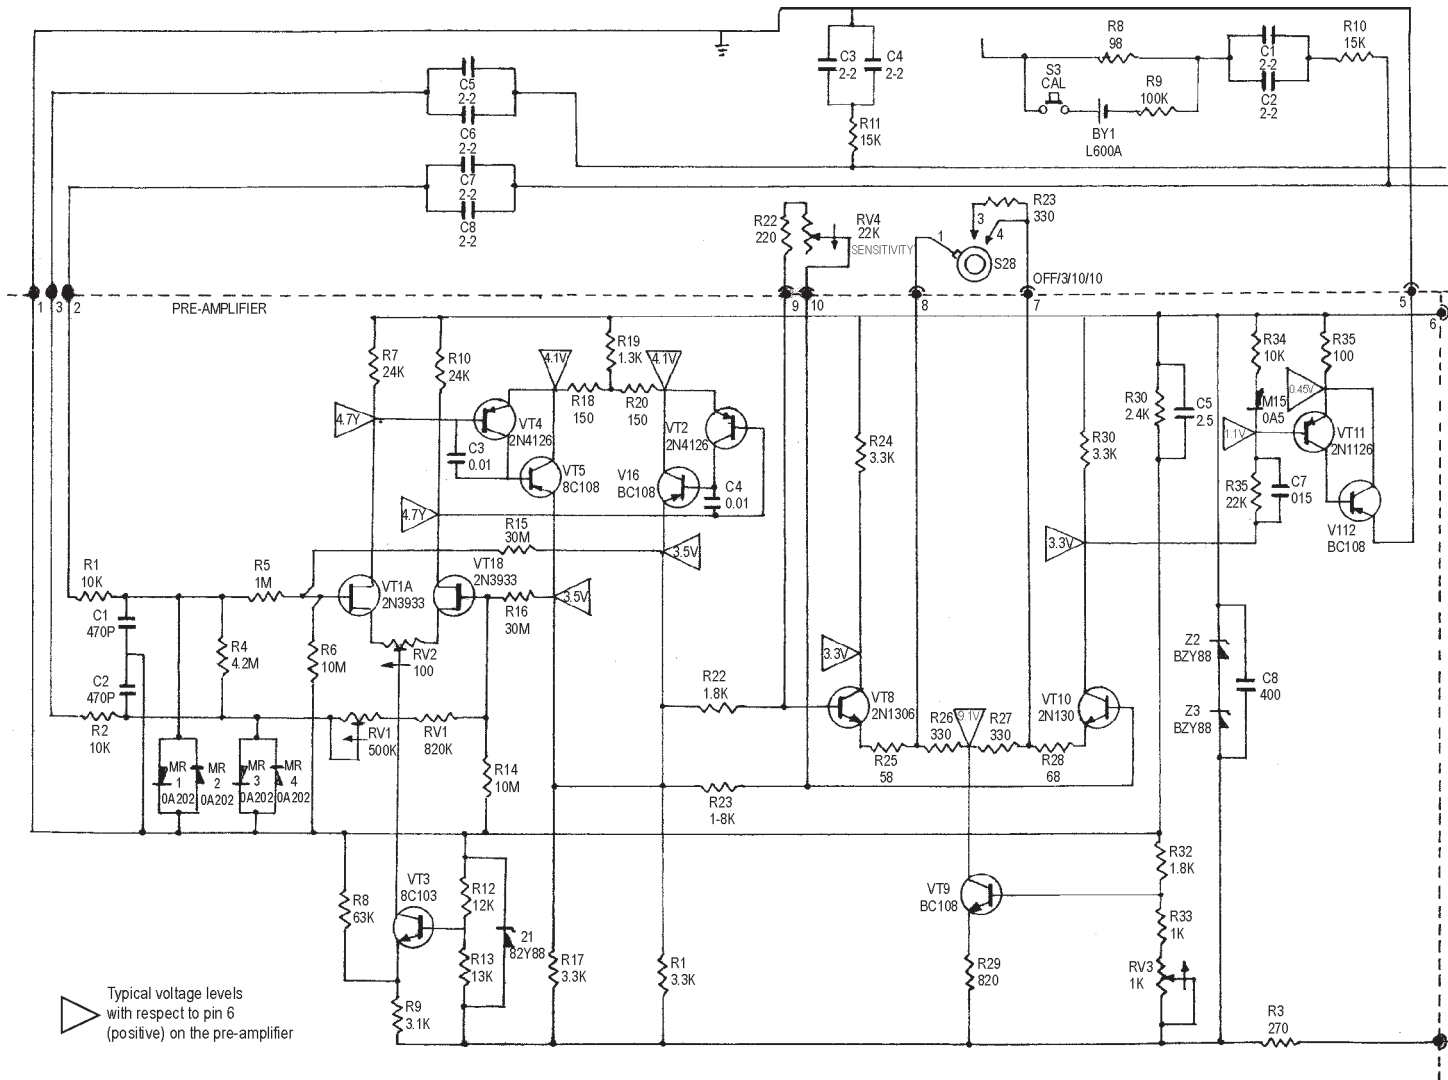 R8
98
C1
2-2
R10
15K
C3
2-2
C4
2-2
S3
CAL
R9
100K
C2
2-2
BY1
L600A
C5
2-2
C6
2-2
R11
15K
C7
2-2
C8
2-2
R22
220
RV4
22K
SENSITIVITY
3
4
1
R23
330
S28
OFF/3/10/10
1
3
2
PRE-AMPLIFIER
9
10
8
7
5
6
R7
24K
R10
24K
4.1V
R19
1.3K
4.1V
R18
150
R20
150
4.7Y
VT4
2N4126
VT2
2N4126
C3
0.01
VT5
8C108
V16
BC108
C4
0.01
4.7Y
R24
3.3K
R30
3.3K
R30
2.4K
C5
2.5
R34
10K
R35
100
0.45V
M15
0A5
1.1V
VT11
2N1126
R35
22K
C7
015
V112
BC108
3.3V
R15
30M
3.5V
R1
10K
R5
1M
VT1A
2N3933
VT18
2N3933
R16
30M
3.5V
C1
470P
R4
4.2M
R6
10M
RV2
100
C2
470P
R2
10K
RV1
500K
RV1
820K
R22
1.8K
3.3V
VT8
2N1306
R26
330
9.1V
R27
330
VT10
2N130
R25
58
R28
68
Z2
BZY88
Z3
BZY88
C8
400
MR
1
0A202
MR
2
0A202
MR
3
0A202
MR
4
0A202
R14
10M
R23
1-8K
R32
1.8K
VT3
8C103
R8
63K
R12
12K
21
82Y88
R13
13K
R9
3.1K
R17
3.3K
R1
3.3K
VT9
BC108
R29
820
R33
1K
RV3
1K
R3
270
Typical voltage levels
with respect to pin 6
(positive) on the pre-amplifier